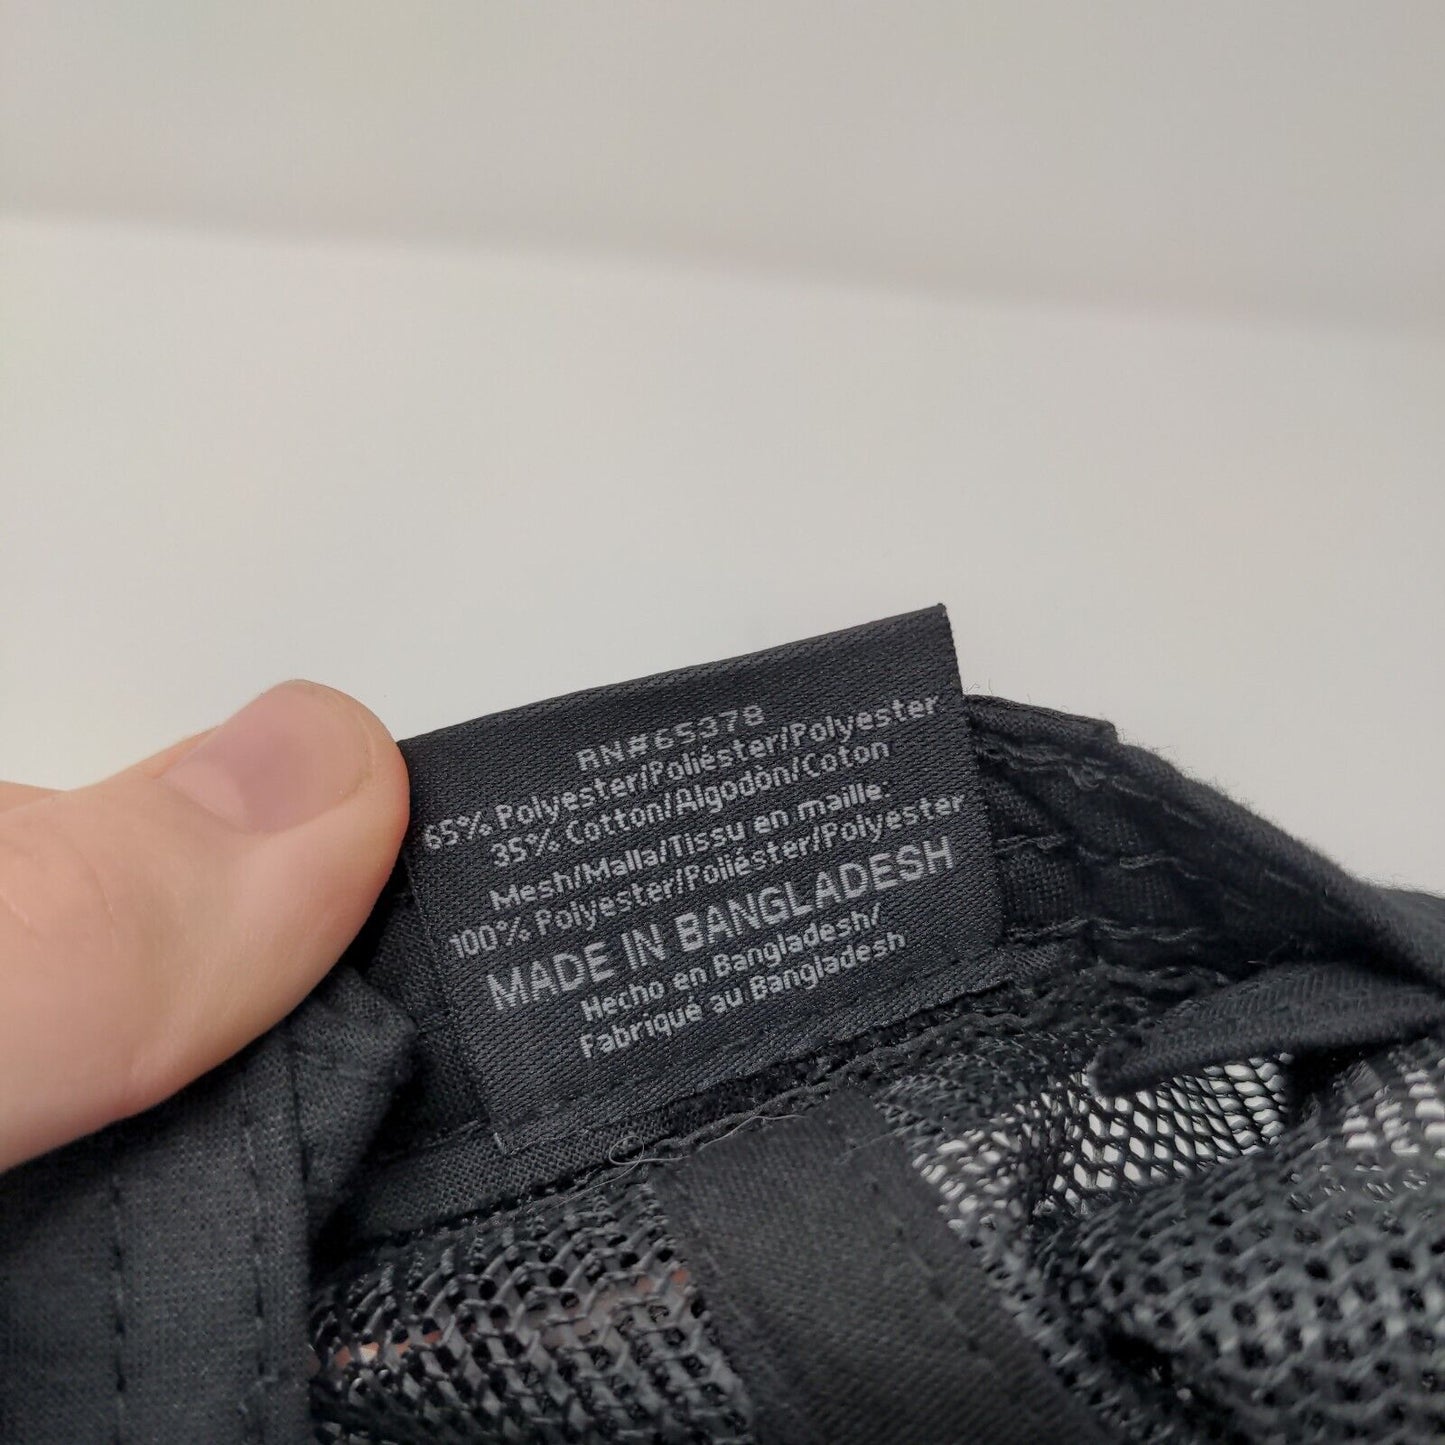 RN#65378
65% Polyester/Poliéster/Polyester
35% Cotton/Algodón/Coton
Mesh/Malla/Tissu en maille:
100% Polyester/Poliéster/Polyester
MADE IN BANGLADESH
Hecho en Bangladesh/
Fabriqué au Bangladesh